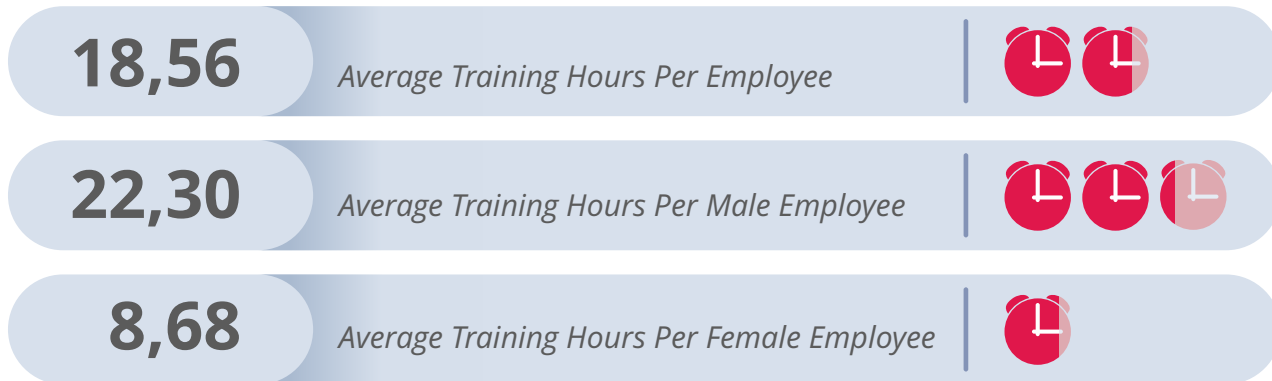 18,56 Average Training Hours Per Employee
22,30 Average Training Hours Per Male Employee
8,68 Average Training Hours Per Female Employee